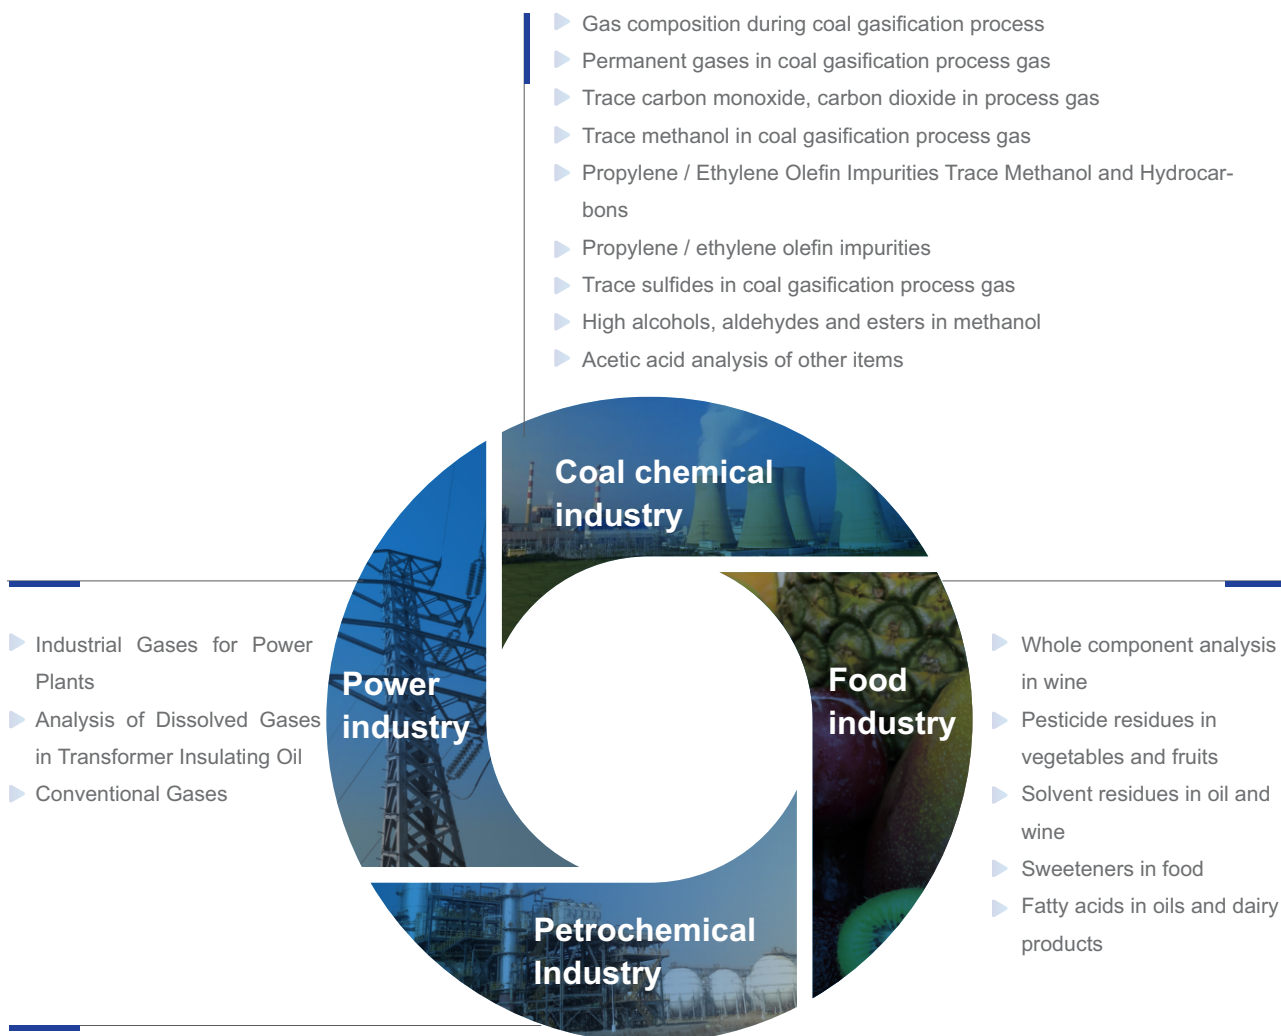 Gas composition during coal gasification process
Permanent gases in coal gasification process gas
Trace carbon monoxide, carbon dioxide in process gas
Trace methanol in coal gasification process gas
Propylene / Ethylene Olefin Impurities Trace Methanol and Hydrocar-
bons
Propylene / ethylene olefin impurities
Trace sulfides in coal gasification process gas
High alcohols, aldehydes and esters in methanol
Acetic acid analysis of other items
Coal chemical
industry
Industrial Gases for Power
Plants
Analysis of Dissolved Gases
in Transformer Insulating Oil
Conventional Gases
Power
industry
Food
industry
Whole component analysis
in wine
Pesticide residues in
vegetables and fruits
Solvent residues in oil and
wine
Sweeteners in food
Fatty acids in oils and dairy
products
Petrochemical
Industry